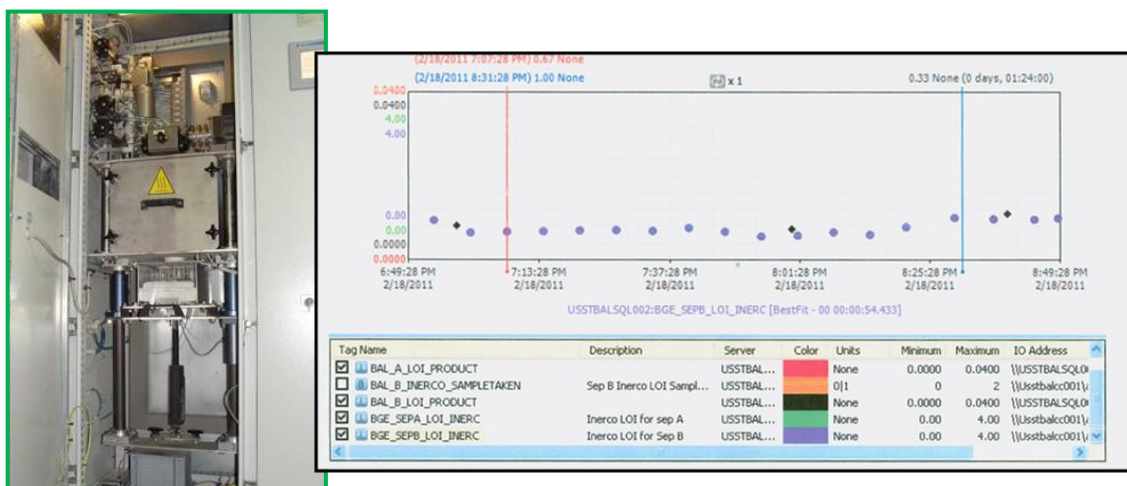 (2/18/2011 7:07:28 PM) 0.67 None
(2/18/2011 8:31:28 PM) 1.00 None
x 1
0.33 None (0 days, 01:24:00)
0.0400
0.0400
4.00
4.00
0.00
0.00
0.0000
0.0000
6:49:28 PM 7:13:28 PM 7:37:28 PM 8:01:28 PM 8:25:28 PM 8:49:28 PM
2/18/2011 2/18/2011 2/18/2011 2/18/2011 2/18/2011 2/18/2011
USSTBALSQL002:BGE_SEPB_LOI_INERC [BestFit - 00 00:00:54.433]
Tag Name Description Server Color Units Minimum Maximum IO Address
BAL_A_LOI_PRODUCT USSTBAL... None 0.0000 0.0400 \\USSTBALSQL0
BAL_B_INERCO_SAMPLETAKEN Sep B Inerco LOI Sampl... USSTBAL... 0|1 0 2 \\Usstbalcc001\
BAL_B_LOI_PRODUCT USSTBAL... None 0.0000 0.0400 \\USSTBALSQL0
BGE_SEPA_LOI_INERC Inerco LOI for sep A USSTBAL... None 0.00 4.00 \\Usstbalcc001\
BGE_SEPB_LOI_INERC Inerco LOI for Sep B USSTBAL... None 0.00 4.00 \\Usstbalcc001\